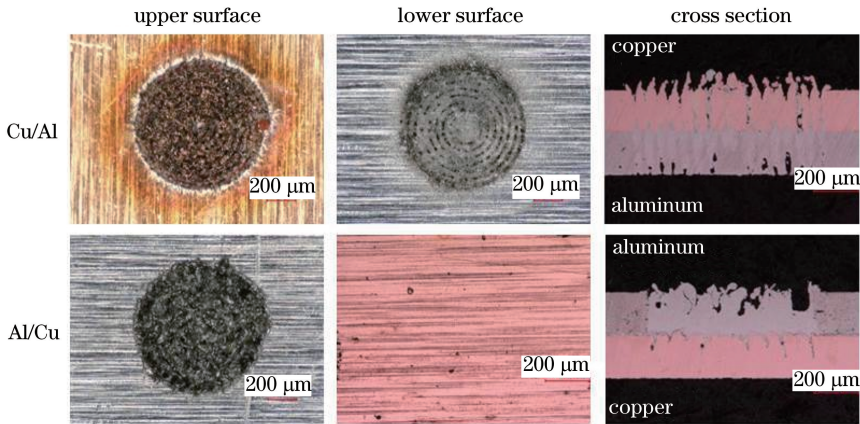 upper surface
lower surface
cross section
Cu/Al
200 μm
200 μm
copper
200 μm
aluminum
Al/Cu
200 μm
200 μm
aluminum
200 μm
copper